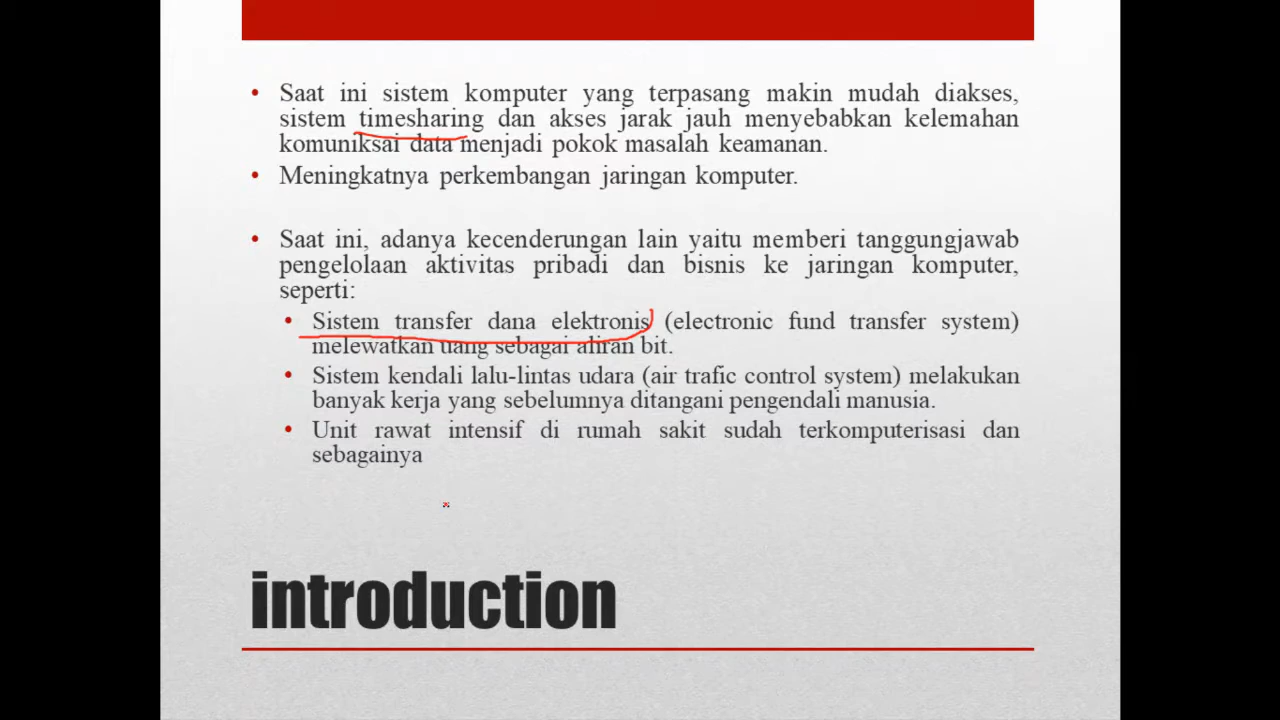 • Saat ini sistem komputer yang terpasang makin mudah diakses,
sistem timesharing dan akses jarak jauh menyebabkan kelemahan
komuniksai data menjadi pokok masalah keamanan.
• Meningkatnya perkembangan jaringan komputer.
• Saat ini, adanya kecenderungan lain yaitu memberi tanggungjawab
pengelolaan aktivitas pribadi dan bisnis ke jaringan komputer,
seperti:
• Sistem transfer dana elektronis (electronic fund transfer system)
melewatkan uang sebagai aliran bit.
• Sistem kendali lalu-lintas udara (air trafic control system) melakukan
banyak kerja yang sebelumnya ditangani pengendali manusia.
• Unit rawat intensif di rumah sakit sudah terkomputerisasi dan
sebagainya
introduction